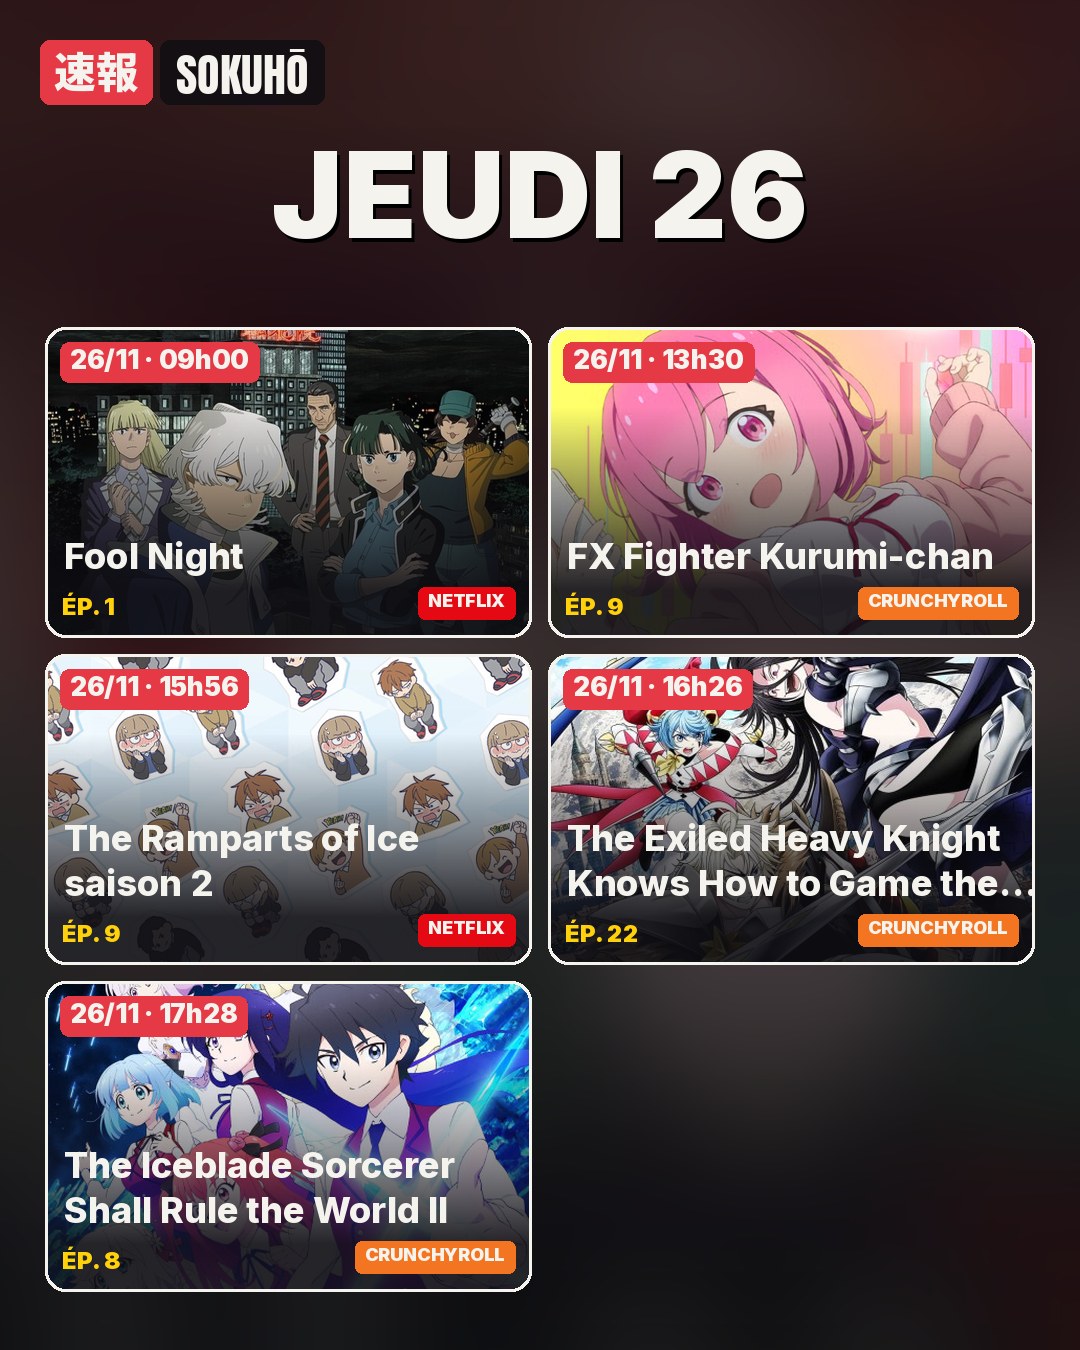 速報 SOKUHŌ
JEUDI 26
26/11 · 09h00
Fool Night
ÉP. 1
NETFLIX
26/11 · 13h30
FX Fighter Kurumi-chan
ÉP. 9
CRUNCHYROLL
26/11 · 15h56
The Ramparts of Ice
saison 2
ÉP. 9
NETFLIX
26/11 · 16h26
The Exiled Heavy Knight
Knows How to Game the...
ÉP. 22
CRUNCHYROLL
26/11 · 17h28
The Iceblade Sorcerer
Shall Rule the World II
ÉP. 8
CRUNCHYROLL